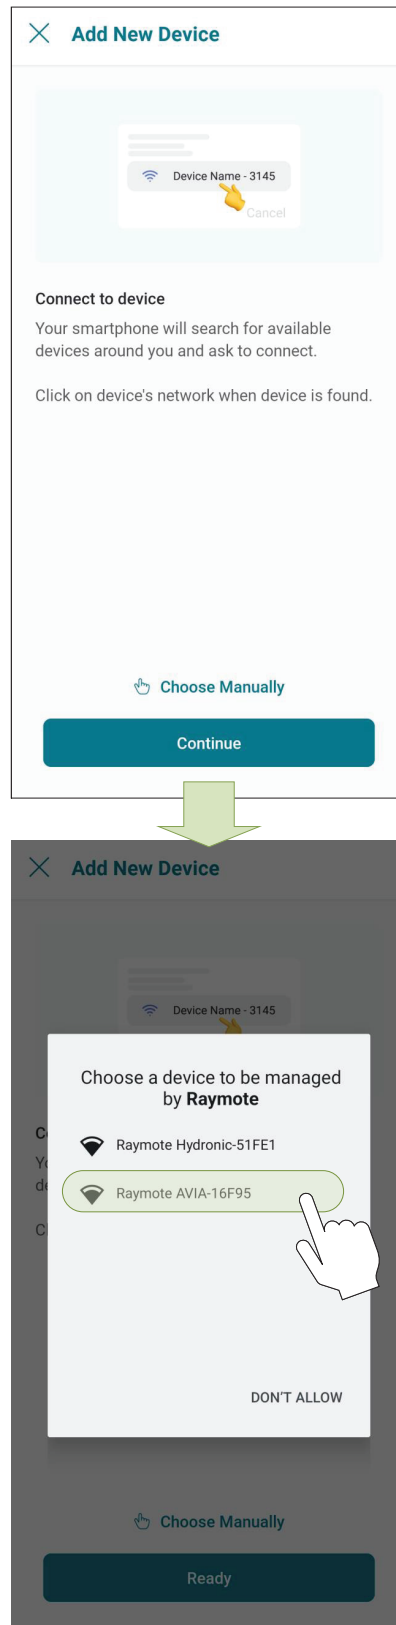 Add New Device
Device Name - 3145
Cancel
Connect to device
Your smartphone will search for available
devices around you and ask to connect.
Click on device's network when device is found.
Choose Manually
Continue
Add New Device
Device Name - 3145
Choose a device to be managed
by Raymote
Raymote Hydronic-51FE1
Raymote AVIA-16F95
DON'T ALLOW
Choose Manually
Ready